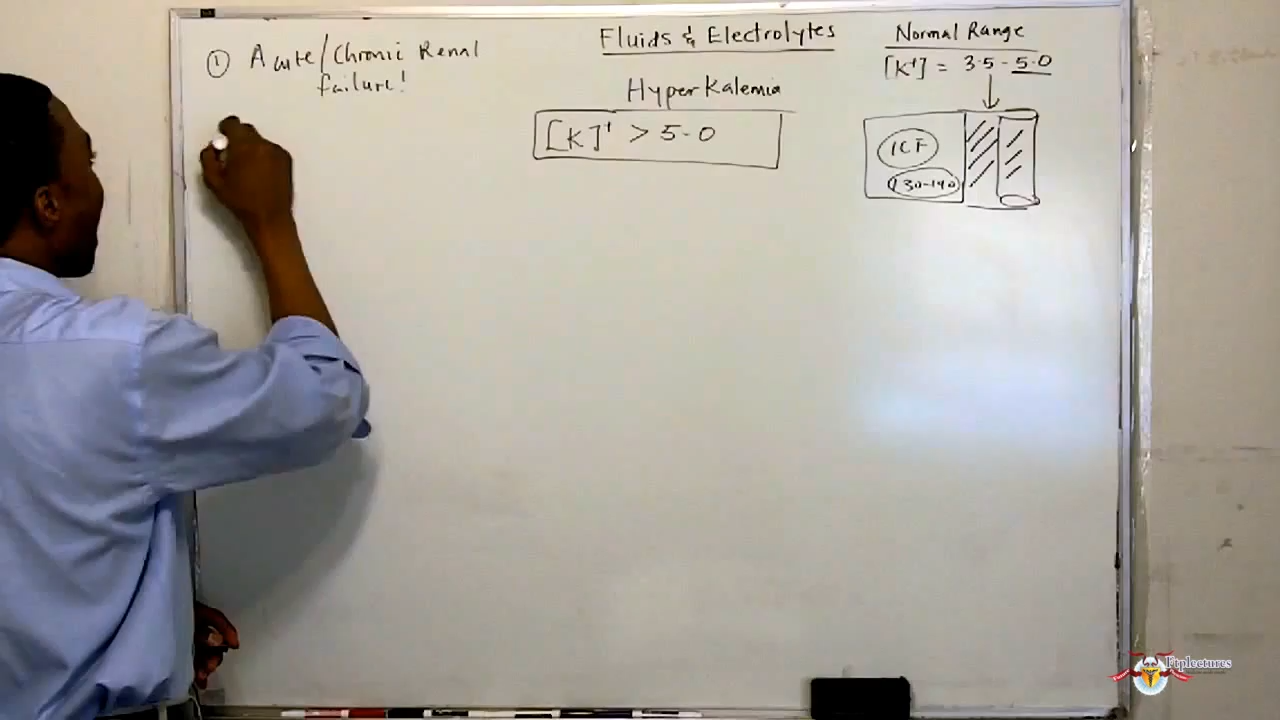 ① Acute/Chronic Renal
failure!
Fluids & Electrolytes
HyperKalemia
[K]⁺ > 5.0
Normal Range
[K⁺] = 3.5 - 5.0
ICF
130-140
Ftplectures